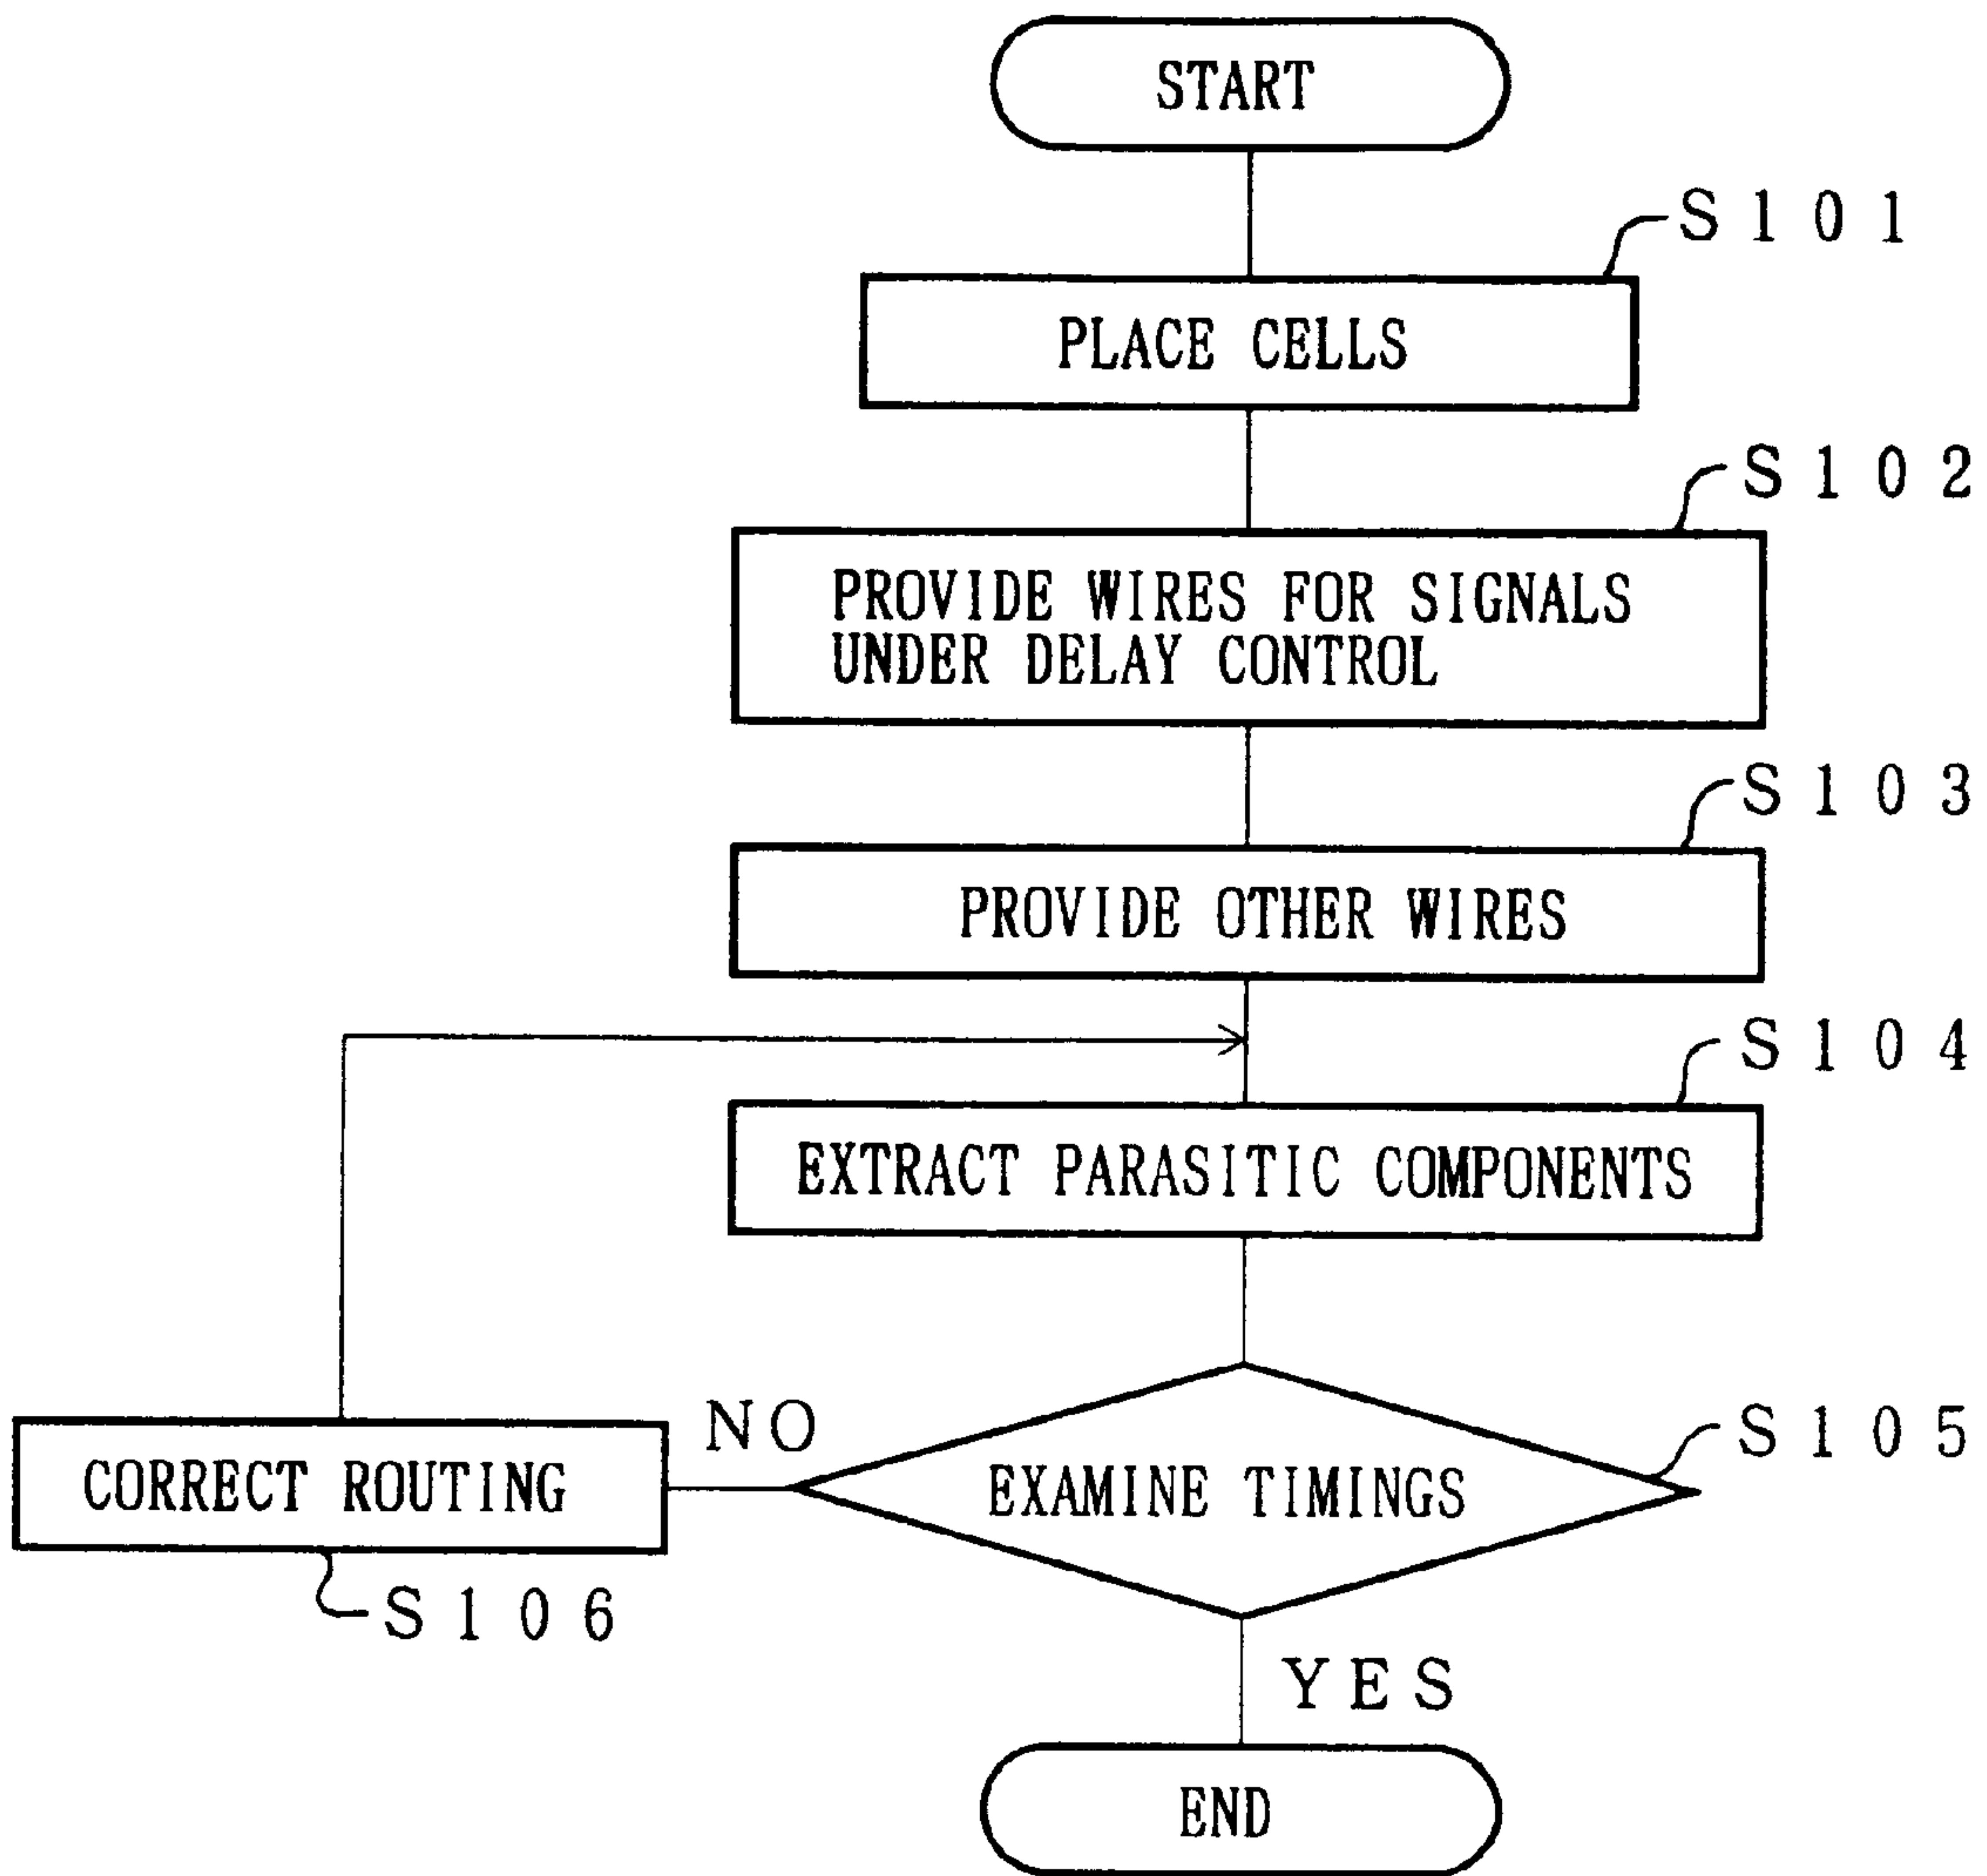 START
S101
PLACE CELLS
S102
PROVIDE WIRES FOR SIGNALS
UNDER DELAY CONTROL
S103
PROVIDE OTHER WIRES
S104
EXTRACT PARASITIC COMPONENTS
S105
EXAMINE TIMINGS
NO
CORRECT ROUTING
S106
YES
END